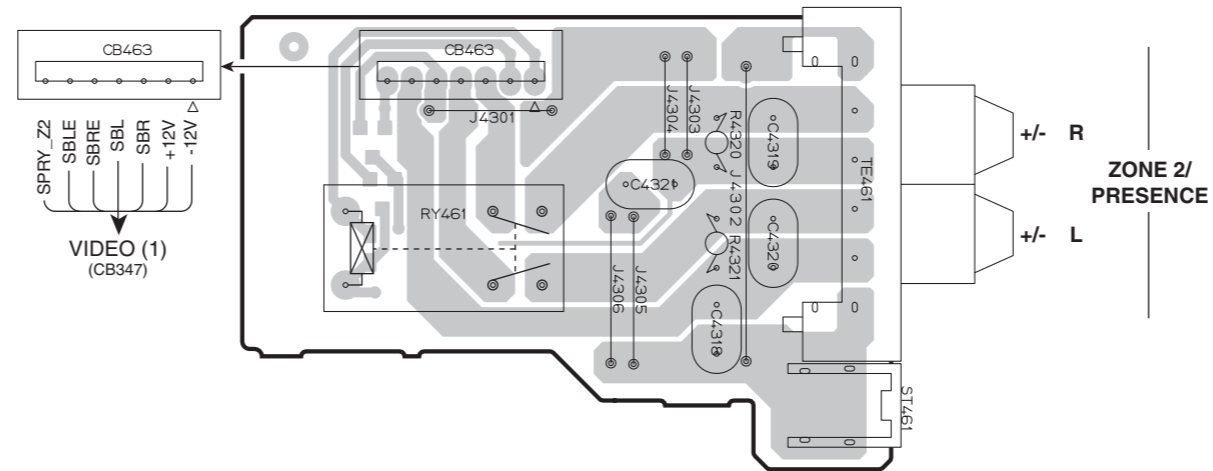 CB463
SPRY_Z2
SBLE
SBRE
SBL
SBR
+12V
-12V
VIDEO (1)
(CB347)
CB463
J4301
RY461
J4304
J4303
R4320
J4302
R4321
C4319
C4321
C4320
C4318
J4306
J4305
TE461
ST461
+/- R
+/- L
ZONE 2/
PRESENCE